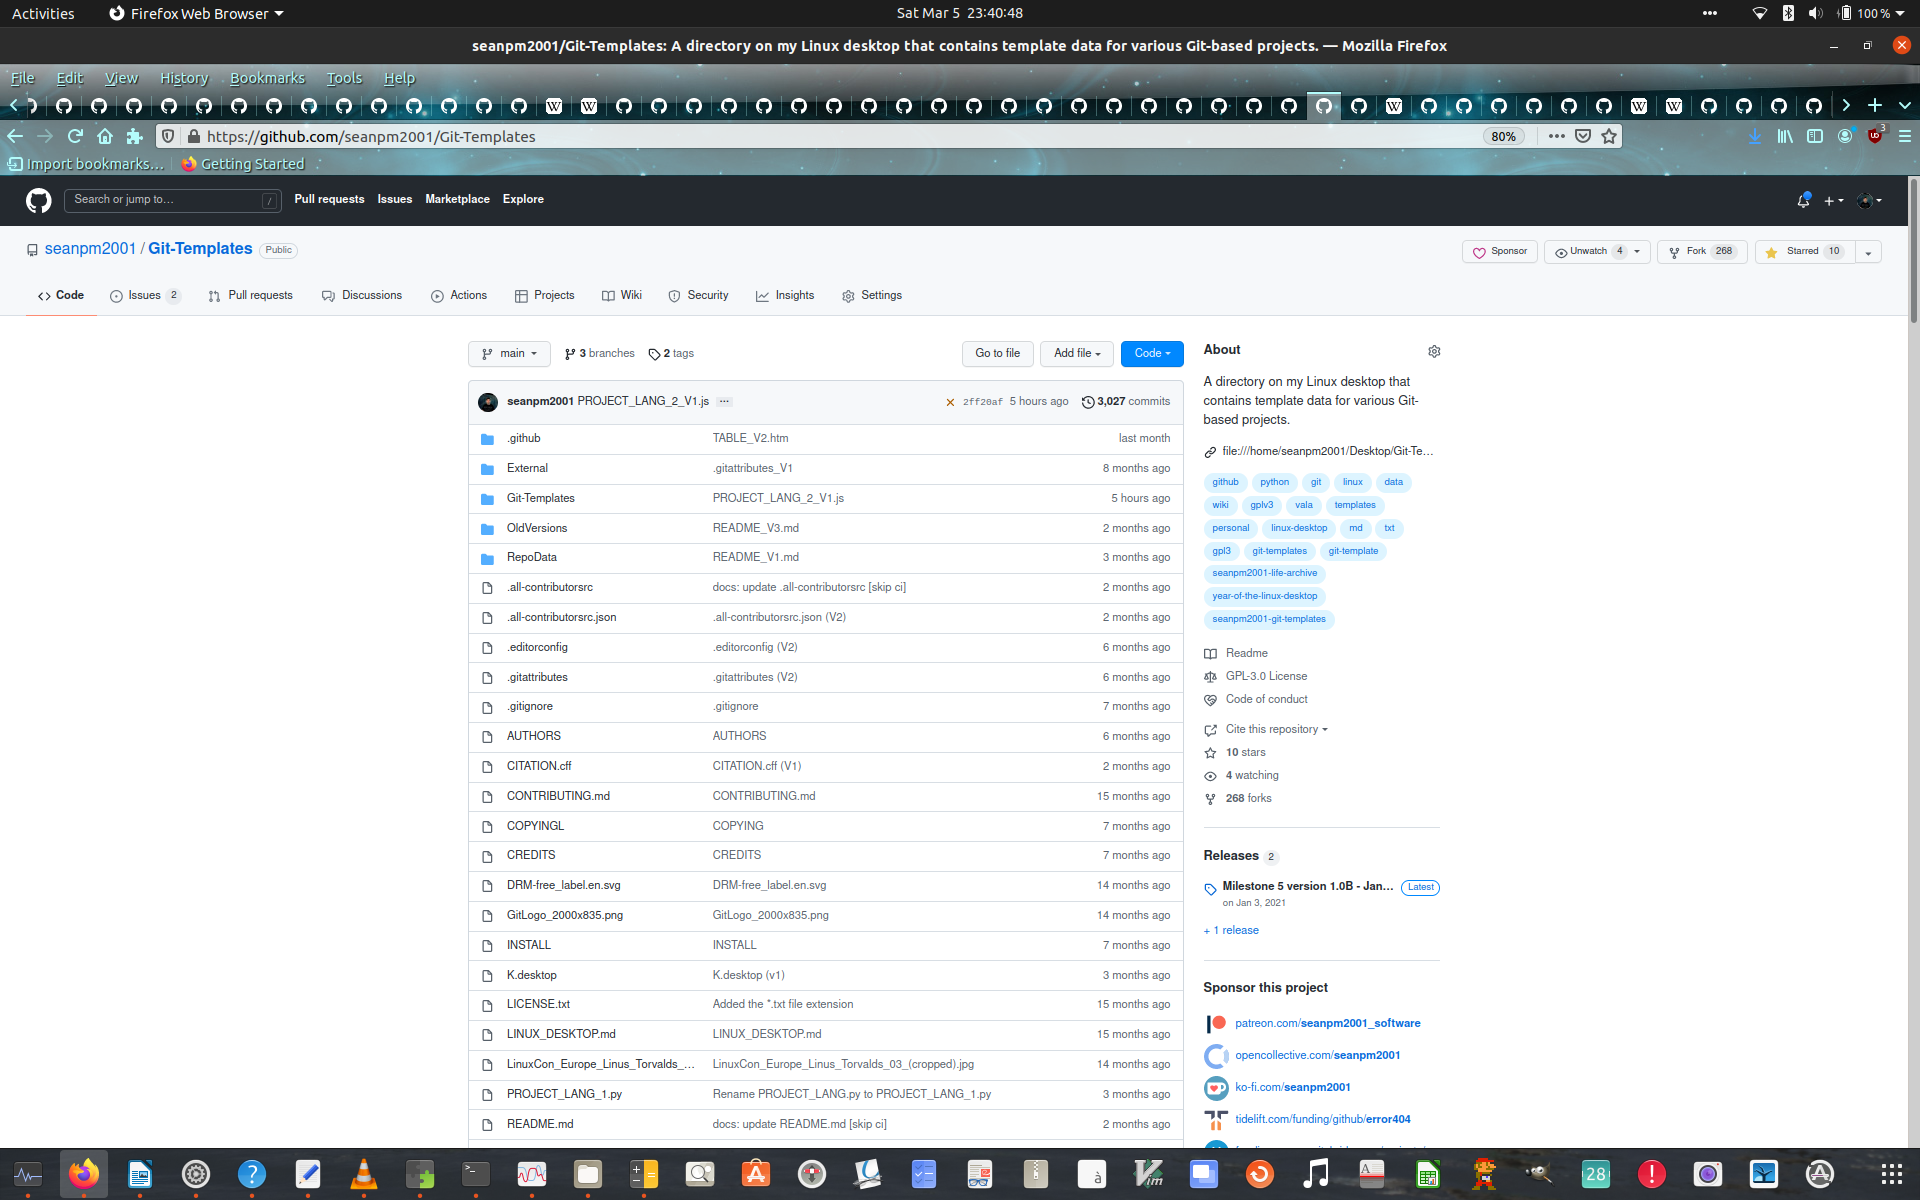 Activities Firefox Web Browser Sat Mar 5 23:40:48 100 %
seanpm2001/Git-Templates: A directory on my Linux desktop that contains template data for various Git-based projects. — Mozilla Firefox
File Edit View History Bookmarks Tools Help
https://github.com/seanpm2001/Git-Templates 80% 3
Import bookmarks… Getting Started
Search or jump to… / Pull requests Issues Marketplace Explore
seanpm2001 / Git-Templates Public Sponsor Unwatch 4 Fork 268 Starred 10
Code Issues 2 Pull requests Discussions Actions Projects Wiki Security Insights Settings
main 3 branches 2 tags Go to file Add file Code
seanpm2001 PROJECT_LANG_2_V1.js 2ff20af 5 hours ago 3,027 commits
.github TABLE_V2.htm last month
External .gitattributes_V1 8 months ago
Git-Templates PROJECT_LANG_2_V1.js 5 hours ago
OldVersions README_V3.md 2 months ago
RepoData README_V1.md 3 months ago
.all-contributorsrc docs: update .all-contributorsrc [skip ci] 2 months ago
.all-contributorsrc.json .all-contributorsrc.json (V2) 2 months ago
.editorconfig .editorconfig (V2) 6 months ago
.gitattributes .gitattributes (V2) 6 months ago
.gitignore .gitignore 7 months ago
AUTHORS AUTHORS 6 months ago
CITATION.cff CITATION.cff (V1) 2 months ago
CONTRIBUTING.md CONTRIBUTING.md 15 months ago
COPYINGL COPYING 7 months ago
CREDITS CREDITS 7 months ago
DRM-free_label.en.svg DRM-free_label.en.svg 14 months ago
GitLogo_2000x835.png GitLogo_2000x835.png 14 months ago
INSTALL INSTALL 7 months ago
K.desktop K.desktop (v1) 3 months ago
LICENSE.txt Added the *.txt file extension 15 months ago
LINUX_DESKTOP.md LINUX_DESKTOP.md 15 months ago
LinuxCon_Europe_Linus_Torvalds_… LinuxCon_Europe_Linus_Torvalds_03_(cropped).jpg 14 months ago
PROJECT_LANG_1.py Rename PROJECT_LANG.py to PROJECT_LANG_1.py 3 months ago
README.md docs: update README.md [skip ci] 2 months ago
About
A directory on my Linux desktop that
contains template data for various Git-
based projects.
file:///home/seanpm2001/Desktop/Git-Te…
github python git linux data
wiki gplv3 vala templates
personal linux-desktop md txt
gpl3 git-templates git-template
seanpm2001-life-archive
year-of-the-linux-desktop
seanpm2001-git-templates
Readme
GPL-3.0 License
Code of conduct
Cite this repository
10 stars
4 watching
268 forks
Releases 2
Milestone 5 version 1.0B - Jan… Latest
on Jan 3, 2021
+ 1 release
Sponsor this project
patreon.com/seanpm2001_software
opencollective.com/seanpm2001
ko-fi.com/seanpm2001
tidelift.com/funding/github/error404
28